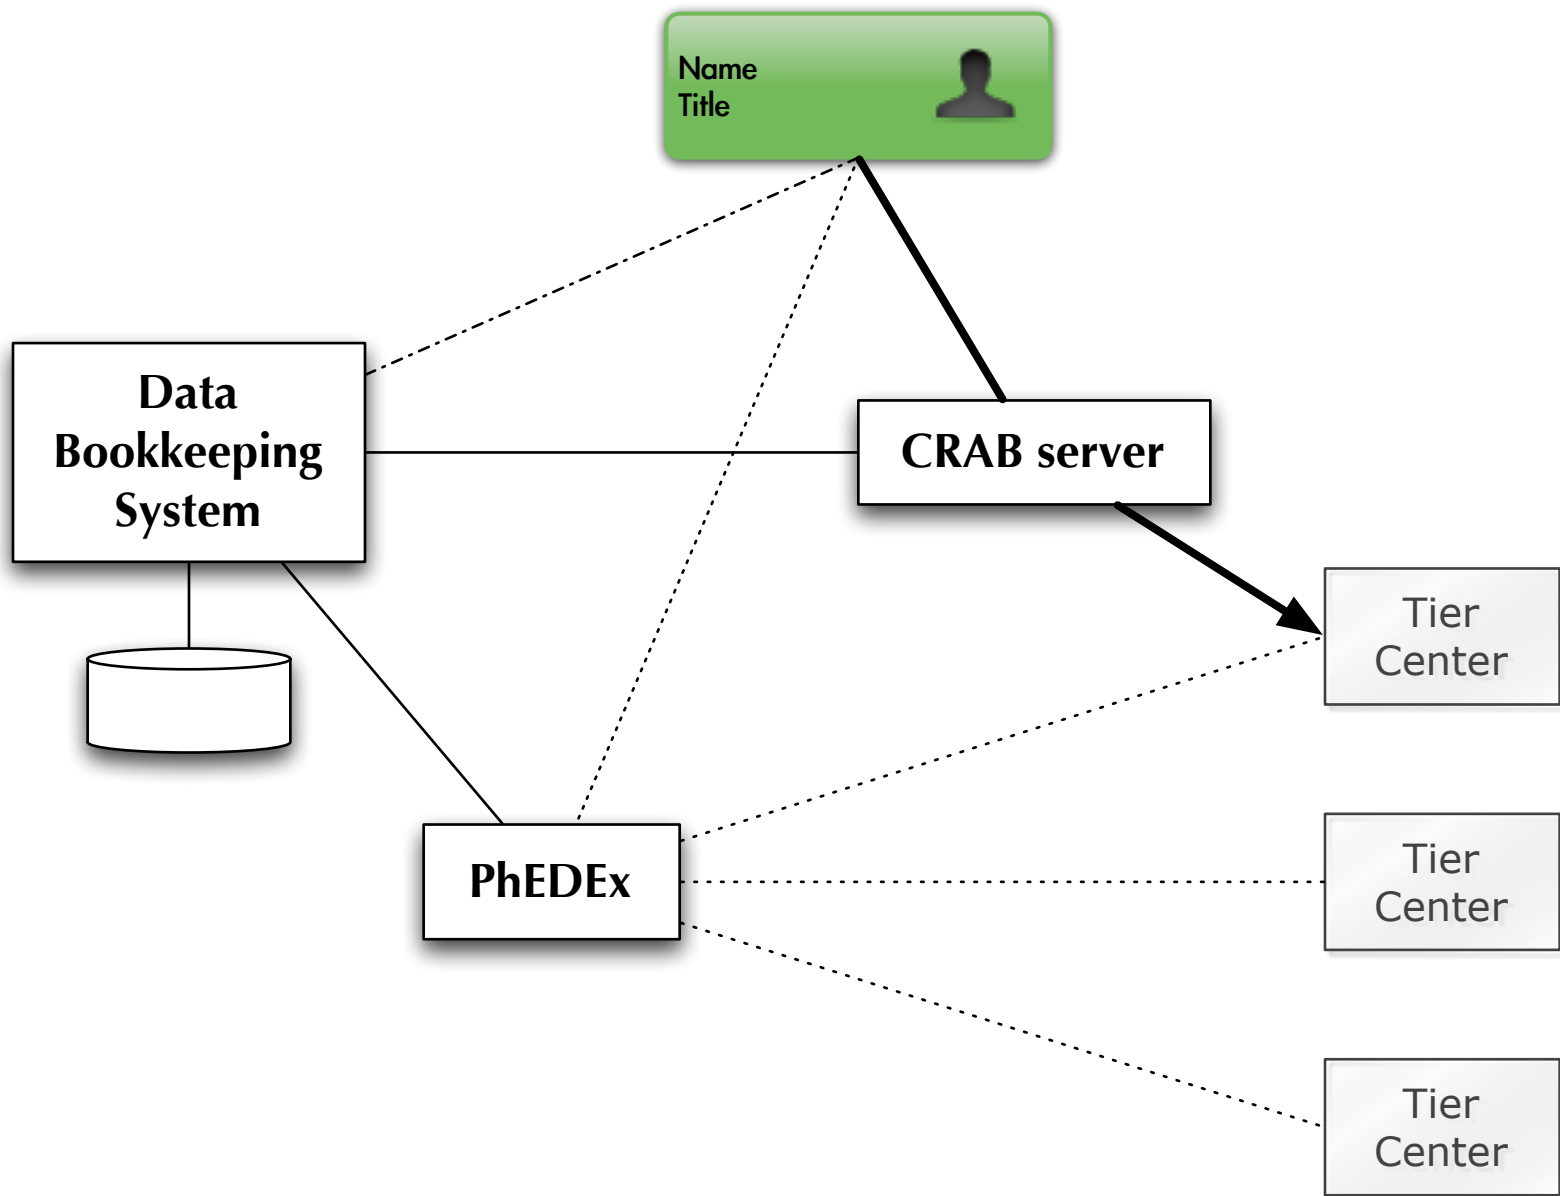 Name
Title
Data
Bookkeeping
System
CRAB server
Tier
Center
PhEDEx
Tier
Center
Tier
Center